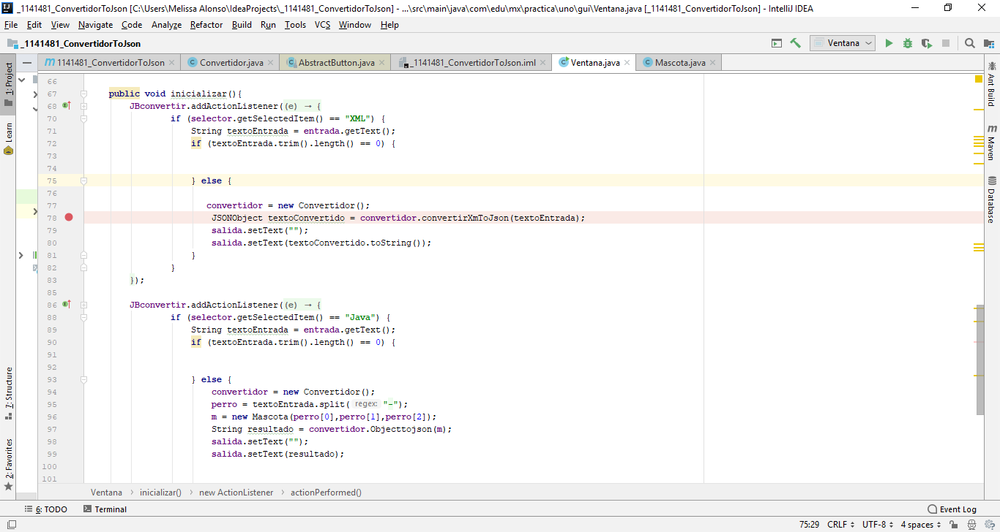 _1141481_ConvertidorToJson [C:\Users\Melissa Alonso\IdeaProjects\_1141481_ConvertidorToJson] - ...\src\main\java\com\edu\mx\practica\uno\gui\Ventana.java [_1141481_ConvertidorToJson] - IntelliJ IDEA
File Edit View Navigate Code Analyze Refactor Build Run Tools VCS Window Help
_1141481_ConvertidorToJson Ventana
1: Project
Learn
7: Structure
2: Favorites
m 1141481_ConvertidorToJson Convertidor.java AbstractButton.java _1141481_ConvertidorToJson.iml Ventana.java Mascota.java
66
67 public void inicializar(){
68 JBconvertir.addActionListener((e) → {
70 if (selector.getSelectedItem() == "XML") {
71 String textoEntrada = entrada.getText();
72 if (textoEntrada.trim().length() == 0) {
73
74
75 } else {
76
77 convertidor = new Convertidor();
78 JSONObject textoConvertido = convertidor.convertirXmToJson(textoEntrada);
79 salida.setText("");
80 salida.setText(textoConvertido.toString());
81 }
82 }
83 });
85
86 JBconvertir.addActionListener((e) → {
88 if (selector.getSelectedItem() == "Java") {
89 String textoEntrada = entrada.getText();
90 if (textoEntrada.trim().length() == 0) {
91
92
93 } else {
94 convertidor = new Convertidor();
95 perro = textoEntrada.split( regex: "-");
96 m = new Mascota(perro[0],perro[1],perro[2]);
97 String resultado = convertidor.Objecttojson(m);
98 salida.setText("");
99 salida.setText(resultado);
100
101
Ant Build
m Maven
Database
Ventana › inicializar() › new ActionListener › actionPerformed()
6: TODO Terminal Event Log
75:29 CRLF UTF-8 4 spaces